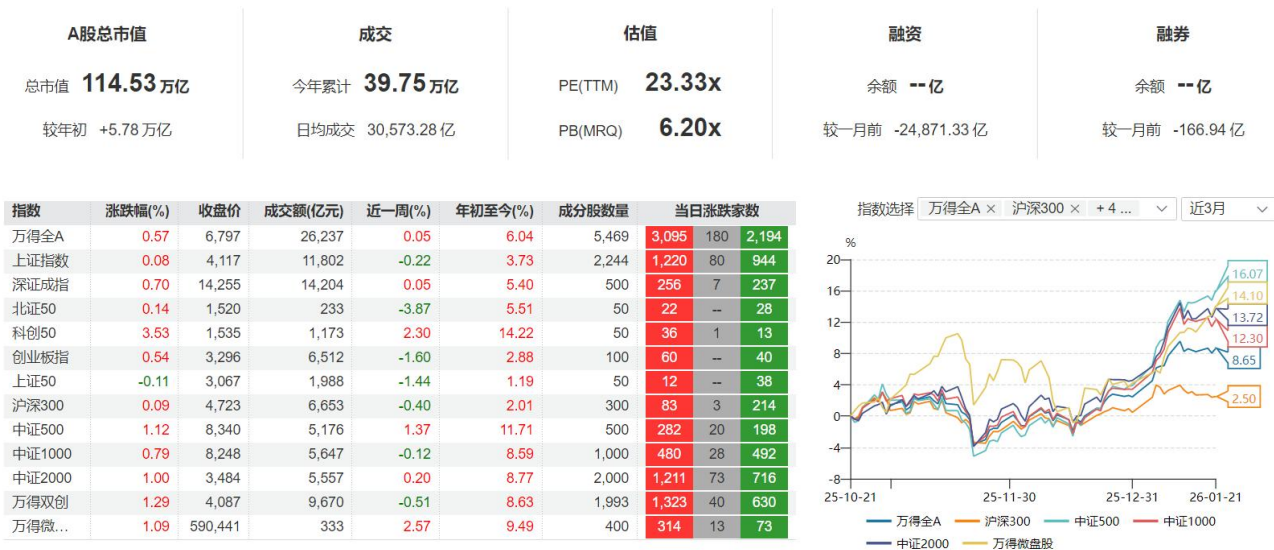 A股总市值 成交 估值 融资 融券
总市值 114.53 万亿 今年累计 39.75 万亿 PE(TTM) 23.33x 余额 --亿 余额 --亿
较年初 +5.78 万亿 日均成交 30,573.28 亿 PB(MRQ) 6.20x 较一月前 -24,871.33 亿 较一月前 -166.94 亿
指数 涨跌幅(%) 收盘价 成交额(亿元) 近一周(%) 年初至今(%) 成分股数量 当日涨跌家数
万得全A 0.57 6,797 26,237 0.05 6.04 5,469 3,095 180 2,194
上证指数 0.08 4,117 11,802 -0.22 3.73 2,244 1,220 80 944
深证成指 0.70 14,255 14,204 0.05 5.40 500 256 7 237
北证50 0.14 1,520 233 -3.87 5.51 50 22 -- 28
科创50 3.53 1,535 1,173 2.30 14.22 50 36 1 13
创业板指 0.54 3,296 6,512 -1.60 2.88 100 60 -- 40
上证50 -0.11 3,067 1,988 -1.44 1.19 50 12 -- 38
沪深300 0.09 4,723 6,653 -0.40 2.01 300 83 3 214
中证500 1.12 8,340 5,176 1.37 11.71 500 282 20 198
中证1000 0.79 8,248 5,647 -0.12 8.59 1,000 480 28 492
中证2000 1.00 3,484 5,557 0.20 8.77 2,000 1,211 73 716
万得双创 1.29 4,087 9,670 -0.51 8.63 1,993 1,323 40 630
万得微... 1.09 590,441 333 2.57 9.49 400 314 13 73
指数选择 万得全A × 沪深300 × + 4 ... 近3月
%
20
16
12
8
4
0
-4
-8
16.07
14.10
13.72
12.30
8.65
2.50
25-10-21 25-11-30 25-12-31 26-01-21
万得全A 沪深300 中证500 中证1000
中证2000 万得微盘股